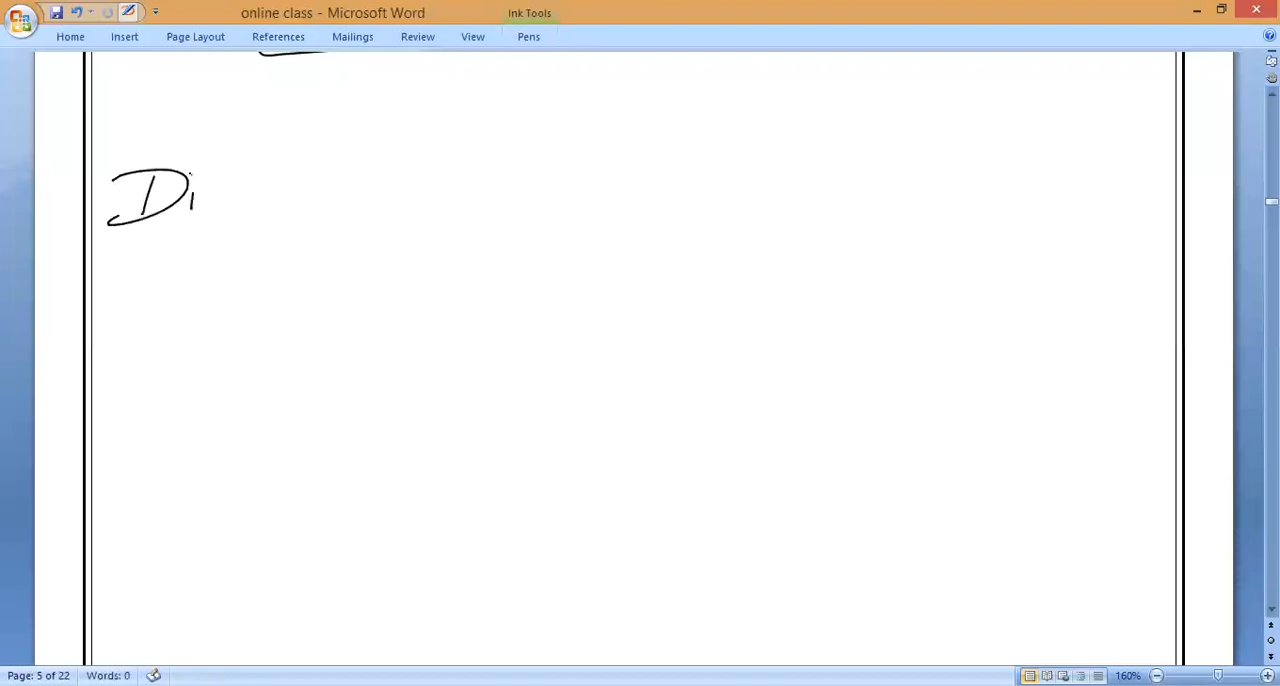 online class - Microsoft Word
Ink Tools
Home Insert Page Layout References Mailings Review View Pens
Di
Page: 5 of 22 Words: 0 160%